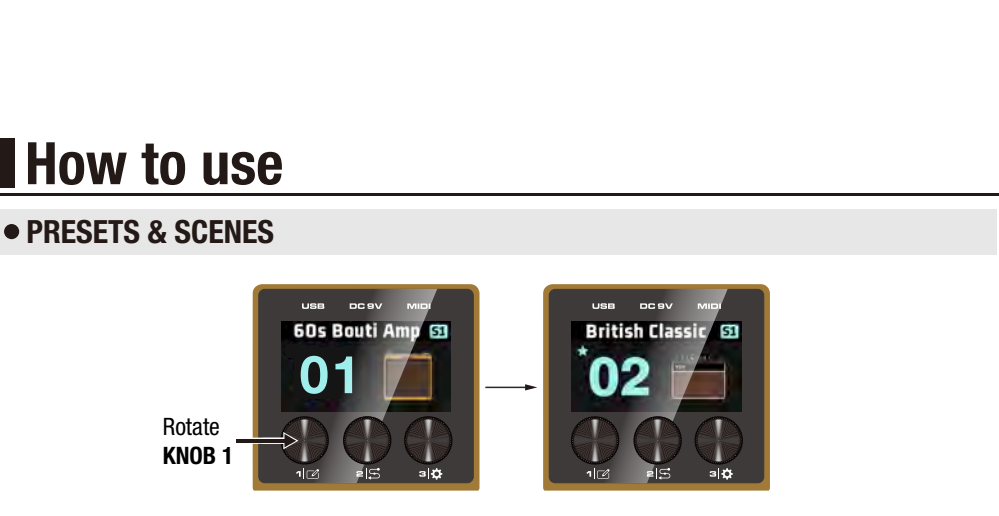 How to use
● PRESETS & SCENES
USB DC 9V MIDI
60s Bouti Amp S1
01
Rotate
KNOB 1
1 2 3
USB DC 9V MIDI
British Classic S1
02
1 2 3